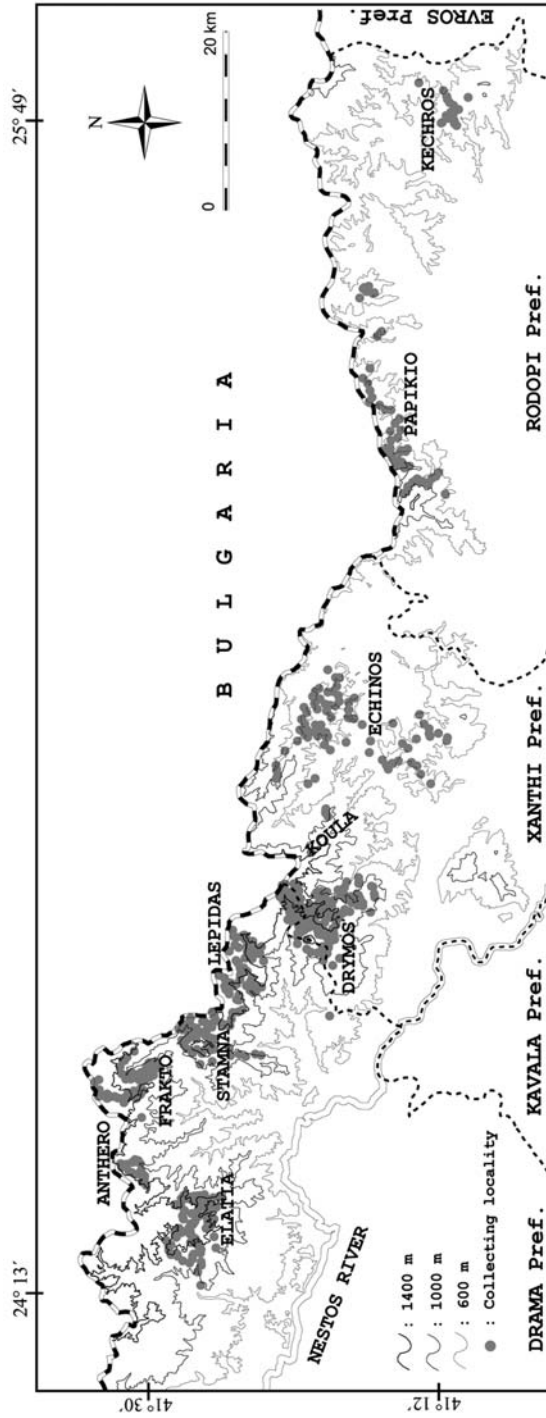 24° 13′
25° 49′
41° 30′
41° 12′
N
0 20 km
B U L G A R I A
ANTHERO
FRAKTO
ELATIA
STAMNA
LEPIDAS
DRYMOS
KOULA
ECHINOS
PAPIKIO
KECHROS
NESTOS RIVER
EVROS Pref.
: 1400 m
: 1000 m
: 600 m
: Collecting locality
DRAMA Pref.
KAVALA Pref.
XANTHI Pref.
RODOPI Pref.